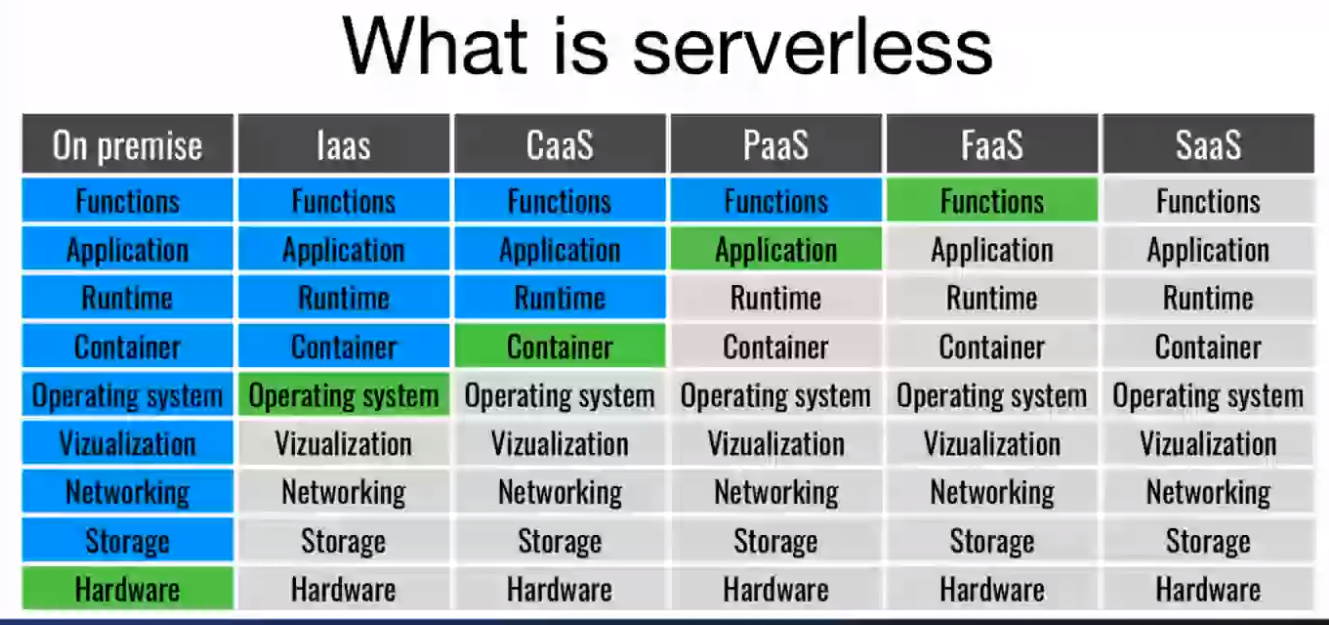 What is serverless
On premise Iaas CaaS PaaS FaaS SaaS
Functions Functions Functions Functions Functions Functions
Application Application Application Application Application Application
Runtime Runtime Runtime Runtime Runtime Runtime
Container Container Container Container Container Container
Operating system Operating system Operating system Operating system Operating system Operating system
Vizualization Vizualization Vizualization Vizualization Vizualization Vizualization
Networking Networking Networking Networking Networking Networking
Storage Storage Storage Storage Storage Storage
Hardware Hardware Hardware Hardware Hardware Hardware